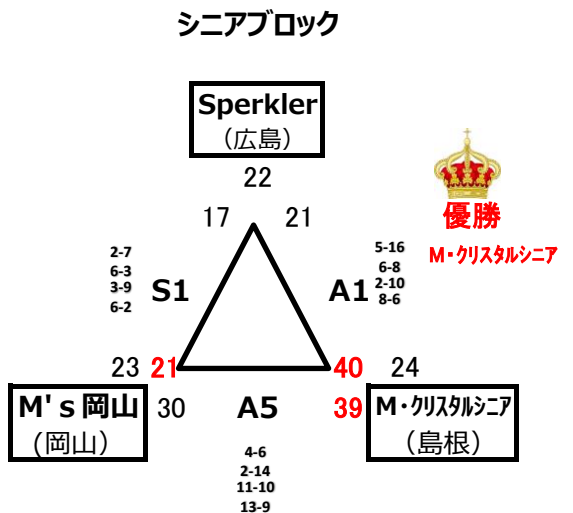 シニアブロック
Sperkler
（広島）
22
17 21
優勝
M・クリスタルシニア
2-7
6-3
3-9
6-2
S1
A1
5-16
6-8
2-10
8-6
23 21
40 24
M's岡山
（岡山）
30 A5 39
M・クリスタルシニア
（島根）
4-6
2-14
11-10
13-9